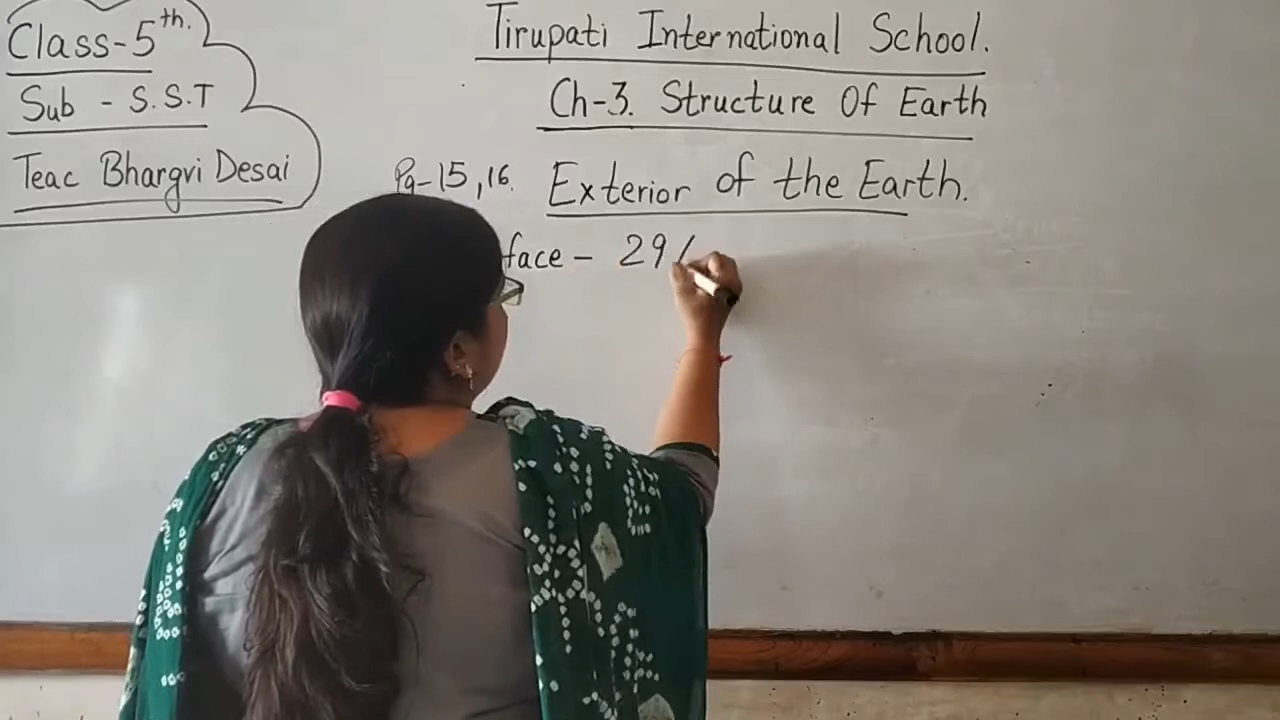 Class-5th.
Sub - S.S.T
Teac Bhargvi Desai
Tirupati International School.
Ch-3. Structure Of Earth
Pg-15,16. Exterior of the Earth.
face - 29